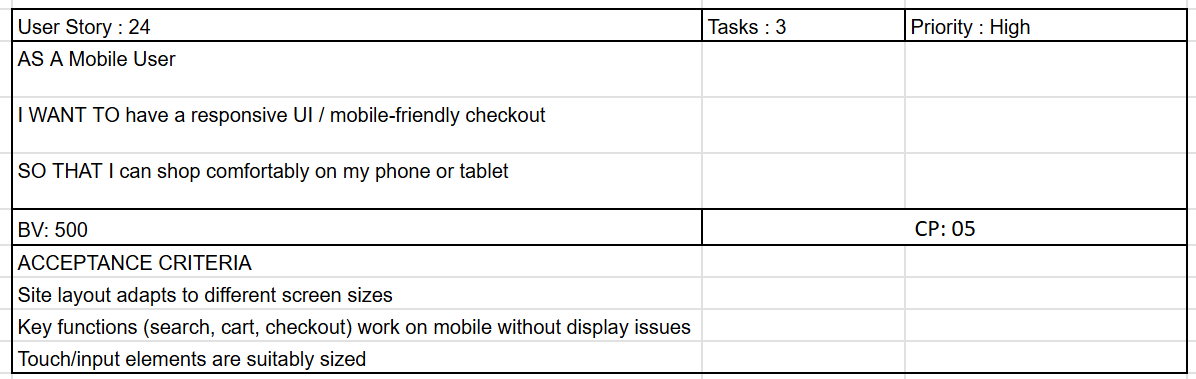 User Story : 24 Tasks : 3 Priority : High
AS A Mobile User
I WANT TO have a responsive UI / mobile-friendly checkout
SO THAT I can shop comfortably on my phone or tablet
BV: 500 CP: 05
ACCEPTANCE CRITERIA
Site layout adapts to different screen sizes
Key functions (search, cart, checkout) work on mobile without display issues
Touch/input elements are suitably sized